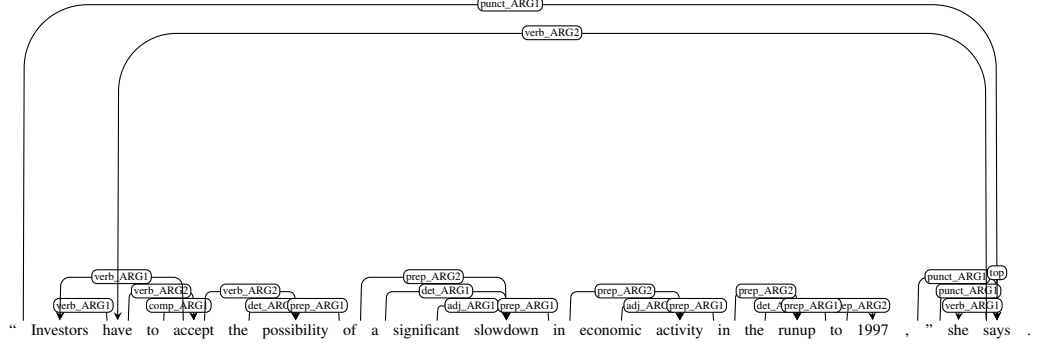 punct_ARG1
verb_ARG2
verb_ARG1 prep_ARG2 punct_ARG1 top
verb_ARG2 verb_ARG2 det_ARG1 prep_ARG2 prep_ARG2 punct_ARG1
verb_ARG1 comp_ARG1 prep_ARG1 adj_ARG1 prep_ARG1 prep_ARG1 prep_ARG1 verb_ARG1
“ Investors have to accept the possibility of a significant slowdown in economic activity in the runup to 1997 , ” she says .